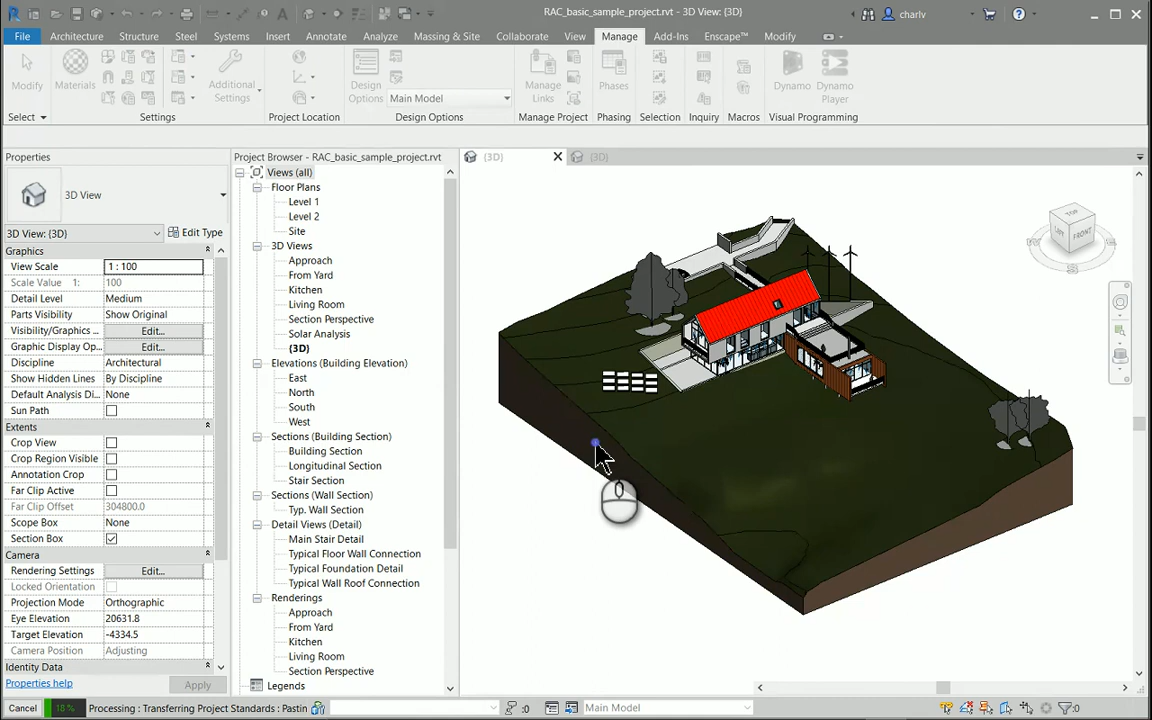 RAC_basic_sample_project.rvt - 3D View: {3D}
charlv
File
Architecture
Structure
Steel
Systems
Insert
Annotate
Analyze
Massing & Site
Collaborate
View
Manage
Add-Ins
Enscape™
Modify
Modify
Materials
Additional Settings
Design Options
Main Model
Manage Links
Phases
Dynamo
Dynamo Player
Select
Settings
Project Location
Design Options
Manage Project
Phasing
Selection
Inquiry
Macros
Visual Programming
Properties
3D View
3D View: {3D}
Edit Type
Graphics
View Scale 1 : 100
Scale Value 1: 100
Detail Level Medium
Parts Visibility Show Original
Visibility/Graphics ... Edit...
Graphic Display Op... Edit...
Discipline Architectural
Show Hidden Lines By Discipline
Default Analysis Di... None
Sun Path
Extents
Crop View
Crop Region Visible
Annotation Crop
Far Clip Active
Far Clip Offset 304800.0
Scope Box None
Section Box
Camera
Rendering Settings Edit...
Locked Orientation
Projection Mode Orthographic
Eye Elevation 20631.8
Target Elevation -4334.5
Camera Position Adjusting
Identity Data
Properties help
Apply
Project Browser - RAC_basic_sample_project.rvt
Views (all)
Floor Plans
Level 1
Level 2
Site
3D Views
Approach
From Yard
Kitchen
Living Room
Section Perspective
Solar Analysis
{3D}
Elevations (Building Elevation)
East
North
South
West
Sections (Building Section)
Building Section
Longitudinal Section
Stair Section
Sections (Wall Section)
Typ. Wall Section
Detail Views (Detail)
Main Stair Detail
Typical Floor Wall Connection
Typical Foundation Detail
Typical Wall Roof Connection
Renderings
Approach
From Yard
Kitchen
Living Room
Section Perspective
Legends
{3D}
{3D}
TOP
LEFT
FRONT
Cancel
18%
Processing : Transferring Project Standards : Pastin
:0
Main Model
:0